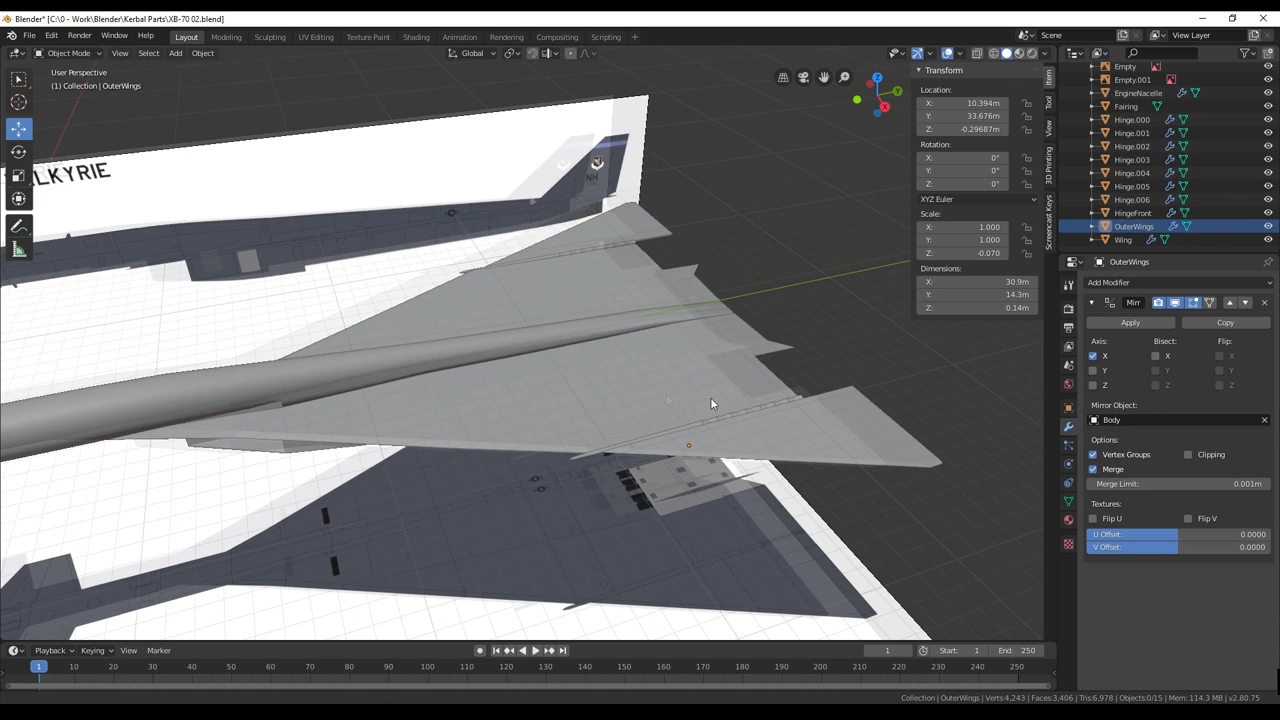 Blender* [C:\0 - Work\Blender\Kerbal Parts\XB-70 02.blend]
File Edit Render Window Help Layout Modeling Sculpting UV Editing Texture Paint Shading Animation Rendering Compositing Scripting + Scene View Layer
Object Mode View Select Add Object Global
User Perspective
(1) Collection | OuterWings
ALKYRIE
NH
Transform
Location:
X: 10.394m
Y: 33.676m
Z: -0.29687m
Rotation:
X: 0°
Y: 0°
Z: 0°
XYZ Euler
Scale:
X: 1.000
Y: 1.000
Z: -0.070
Dimensions:
X: 30.9m
Y: 14.3m
Z: 0.14m
Item
Tool
View
3D Printing
Screencast Keys
Z
Y
X
Empty
Empty.001
EngineNacelle
Fairing
Hinge.000
Hinge.001
Hinge.002
Hinge.003
Hinge.004
Hinge.005
Hinge.006
HingeFront
OuterWings
Wing
OuterWings
Add Modifier
Mirr
Apply Copy
Axis: Bisect: Flip:
X X X
Y Y Y
Z Z Z
Mirror Object:
Body
Options:
Vertex Groups Clipping
Merge
Merge Limit: 0.001m
Textures:
Flip U Flip V
U Offset: 0.0000
V Offset: 0.0000
Playback Keying View Marker 1 Start: 1 End: 250
1 10 20 30 40 50 60 70 80 90 100 110 120 130 140 150 160 170 180 190 200 210 220 230 240 250
Collection | OuterWings | Verts:4,243 | Faces:3,406 | Tris:6,978 | Objects:0/15 | Mem: 114.3 MB | v2.80.75